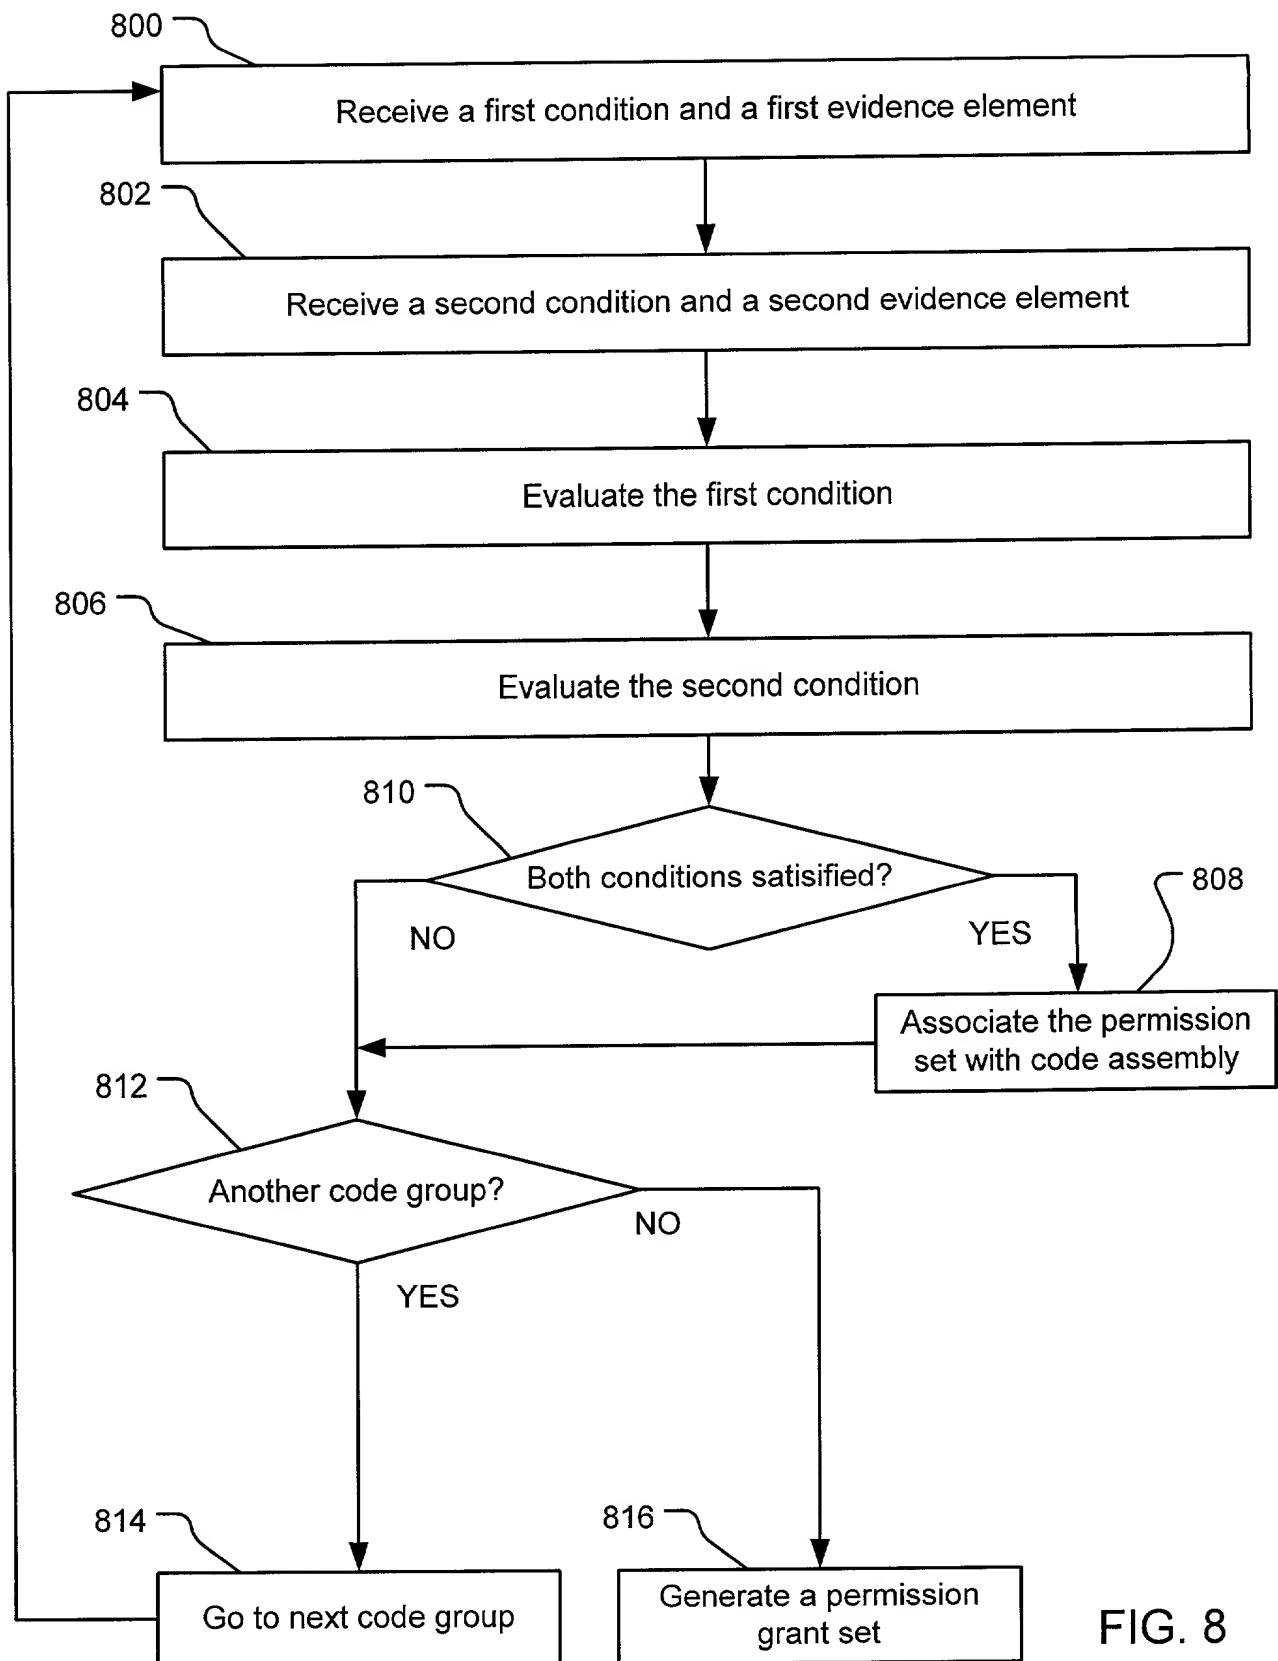 800
Receive a first condition and a first evidence element
802
Receive a second condition and a second evidence element
804
Evaluate the first condition
806
Evaluate the second condition
810
Both conditions satisified?
808
NO
YES
Associate the permission
set with code assembly
812
Another code group?
NO
YES
814
816
Go to next code group
Generate a permission
grant set
FIG. 8